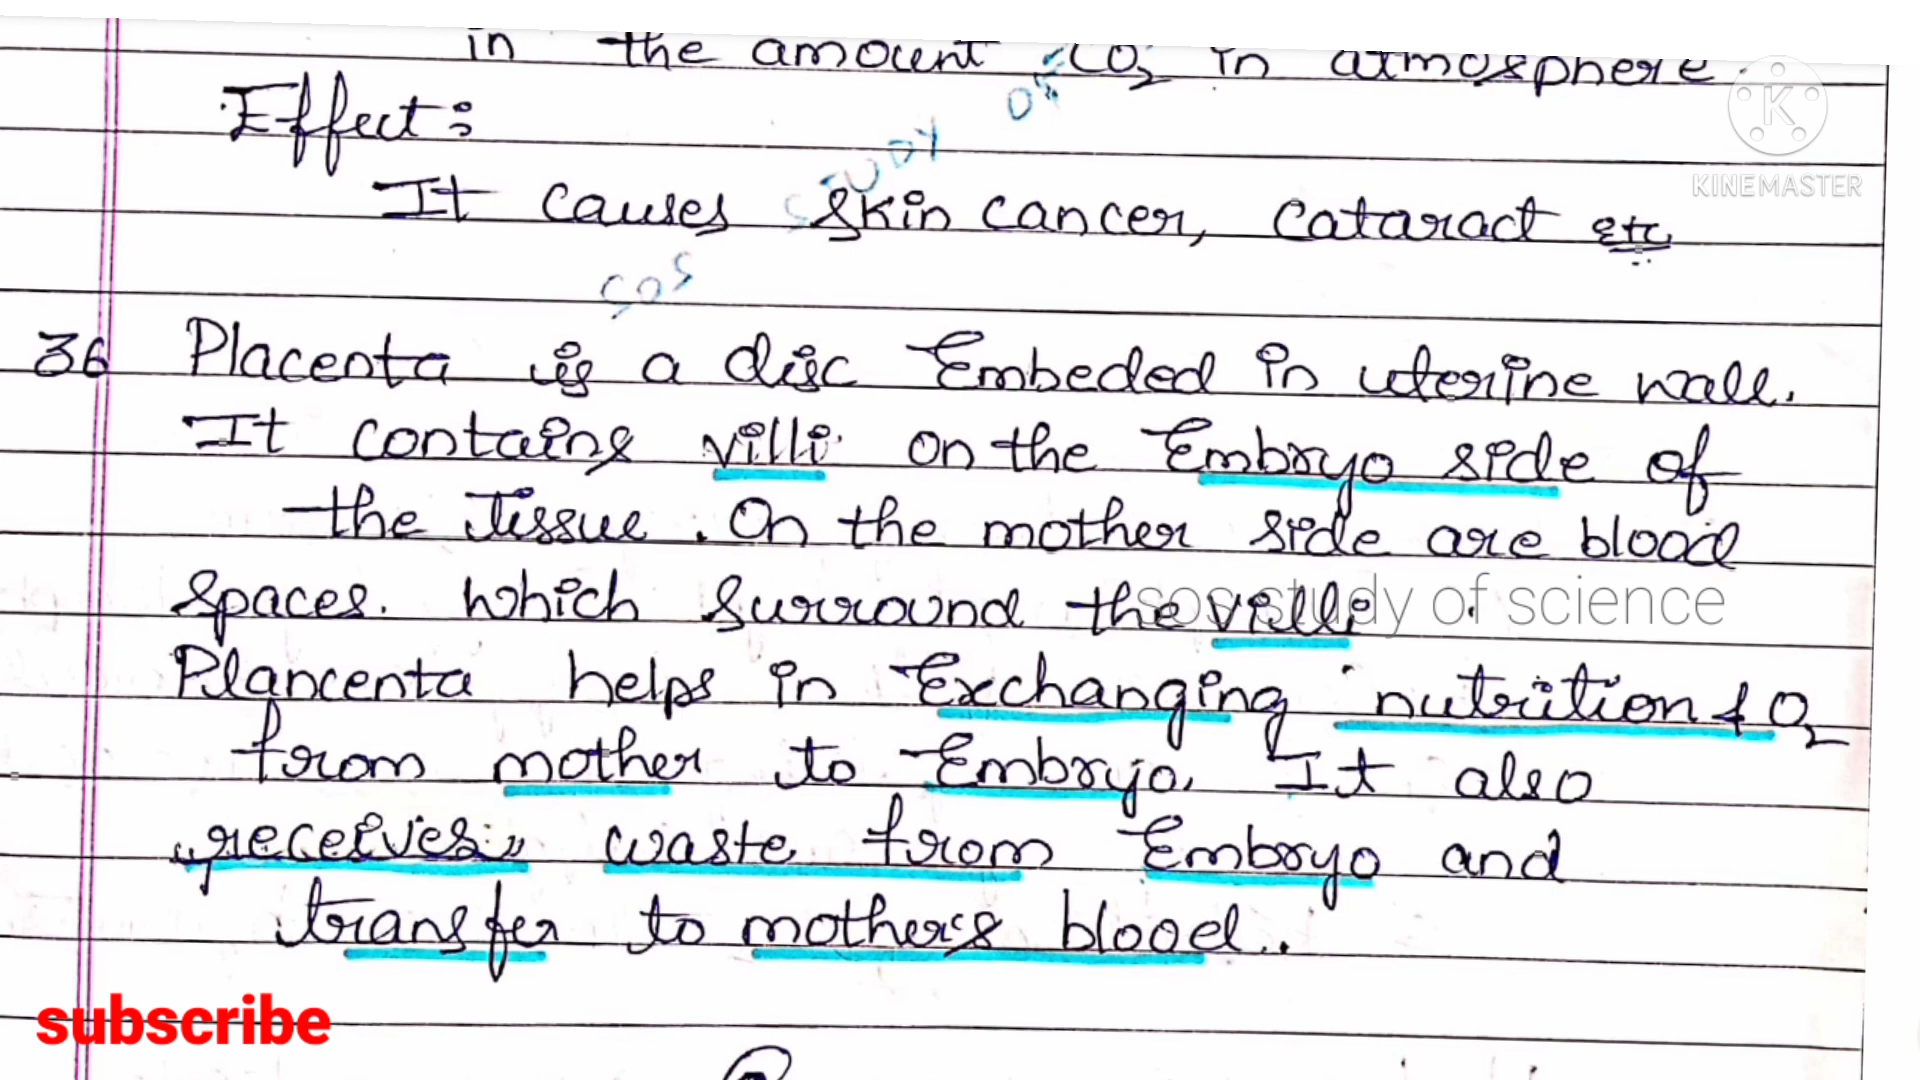 in the amount CO₂ in atmosphere.
Effect:
It causes skin cancer, cataract etc
36 Placenta is a disc Embeded in uterine wall.
It contains villi on the Embryo side of
the tissue. On the mother side are blood
spaces. which surround the villi
Plancenta helps in Exchanging nutrition & O₂
from mother to Embryo. It also
receives waste from Embryo and
transfer to mother's blood..
KINEMASTER
sos study of science
subscribe